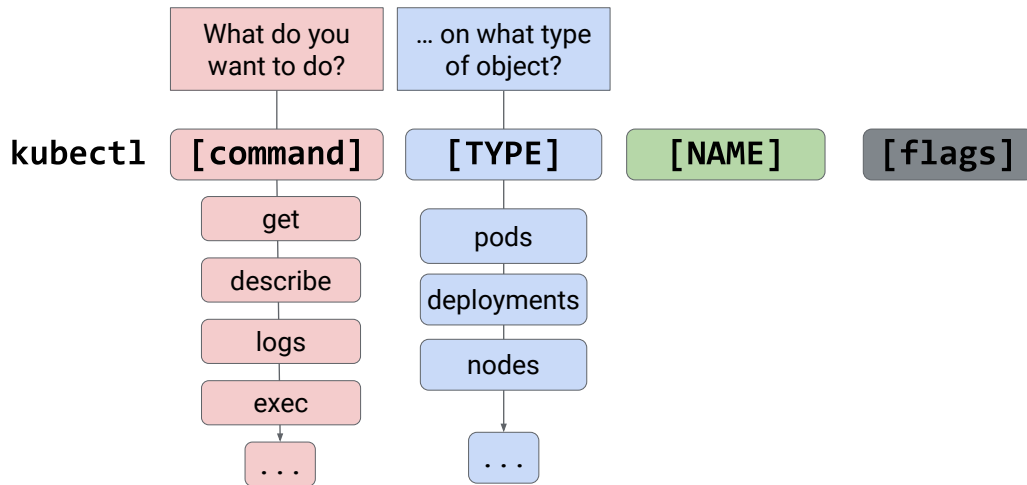 What do you
want to do?
… on what type
of object?
kubectl [command] [TYPE] [NAME] [flags]
get
describe
logs
exec
...
pods
deployments
nodes
...